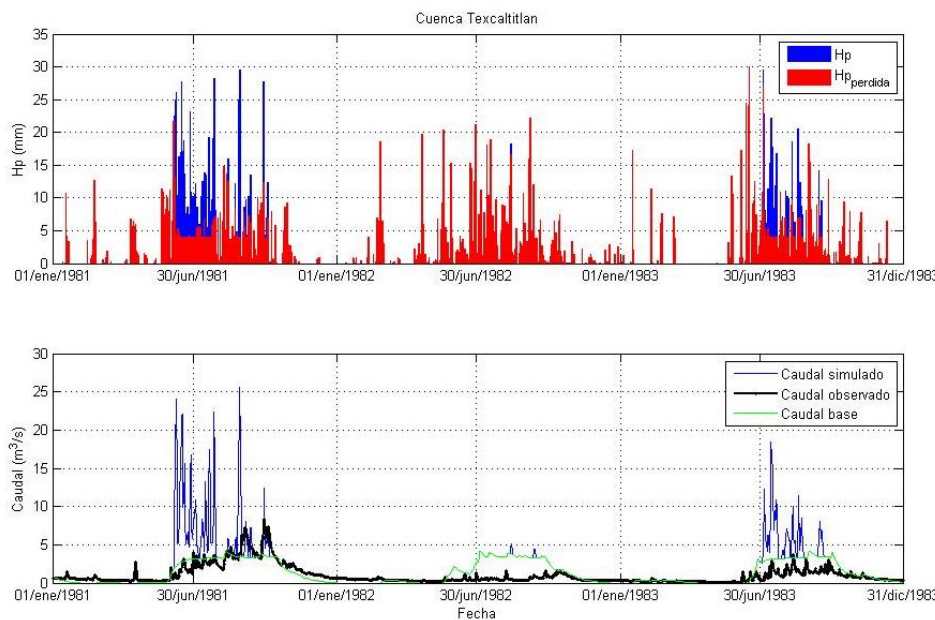 Cuenca Texcaltitlan
35
30
25
20
15
10
5
0
Hp (mm)
Hp
Hp perdida
01/ene/1981 30/jun/1981 01/ene/1982 30/jun/1982 01/ene/1983 30/jun/1983 31/dic/1983
30
25
20
15
10
5
0
Caudal (m³/s)
Caudal simulado
Caudal observado
Caudal base
01/ene/1981 30/jun/1981 01/ene/1982 30/jun/1982 01/ene/1983 30/jun/1983 31/dic/1983
Fecha